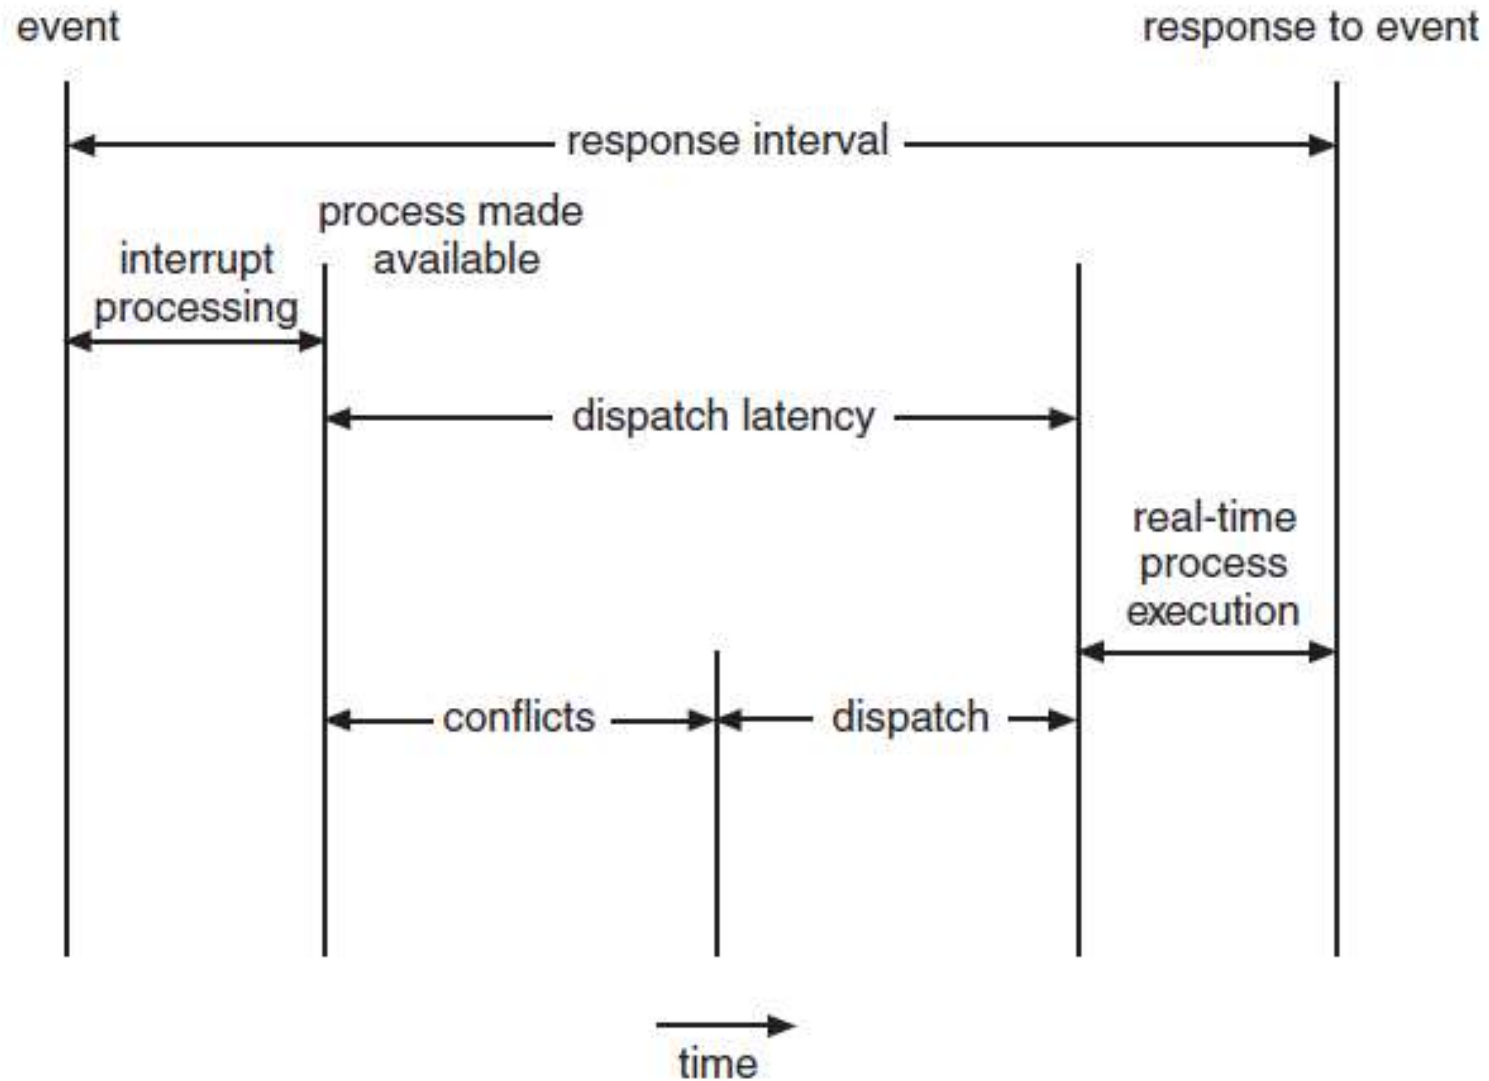 event
response to event
response interval
process made
available
interrupt
processing
dispatch latency
real-time
process
execution
conflicts
dispatch
time